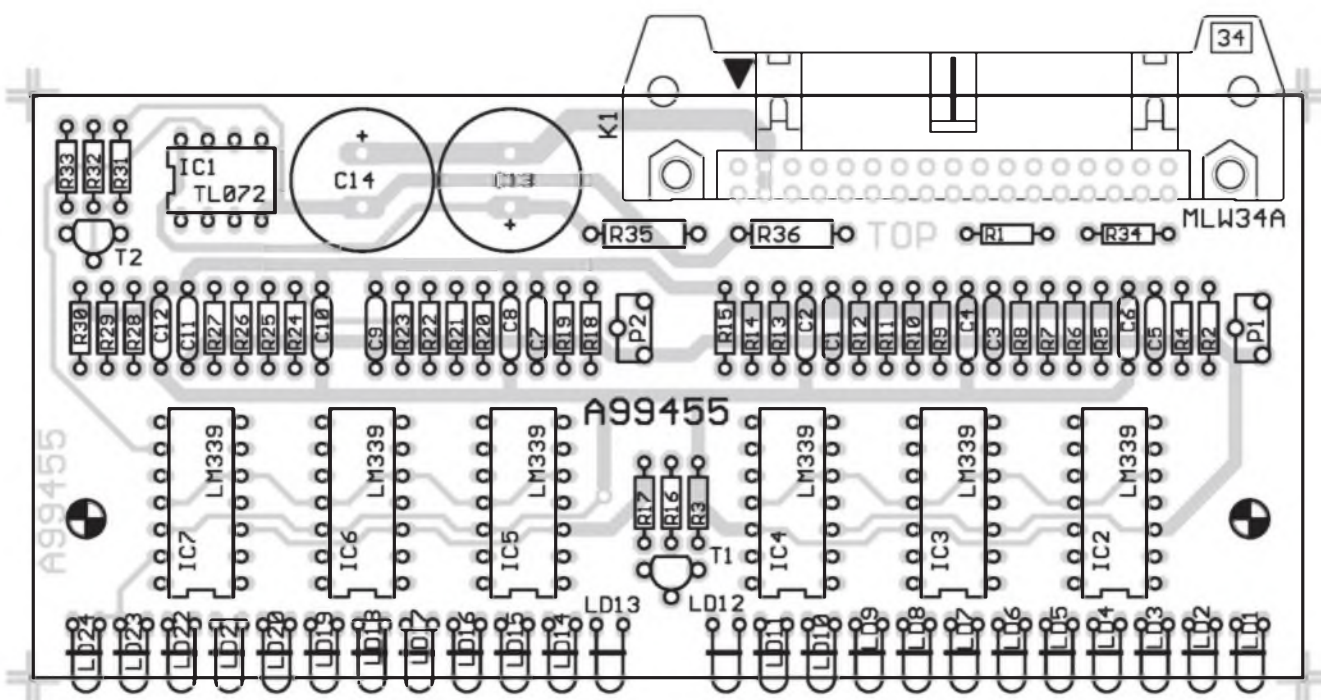 34
K1
R33 R32 R31
IC1
TL072
C14
MLW34A
R35 R36 TOP R1 R34
T2
R30 R29 R28 C12 C11 R27 R26 R25 R24 C10 C9 R23 R22 R21 R20 C8 C7 R19 R18 P2 R15 R14 R13 C2 C1 R12 R11 R10 R9 C4 C3 R8 R7 R6 R5 C6 C5 R4 R2 P1
A99455
A99455
LM339 LM339 LM339 LM339 LM339 LM339
R17 R16 R3
IC7 IC6 IC5 IC4 IC3 IC2
T1
LD13 LD12
LD24 LD23 LD22 LD21 LD20 LD19 LD18 LD17 LD16 LD15 LD14 LD11 LD10 LD9 LD8 LD7 LD6 LD5 LD4 LD3 LD2 LD1